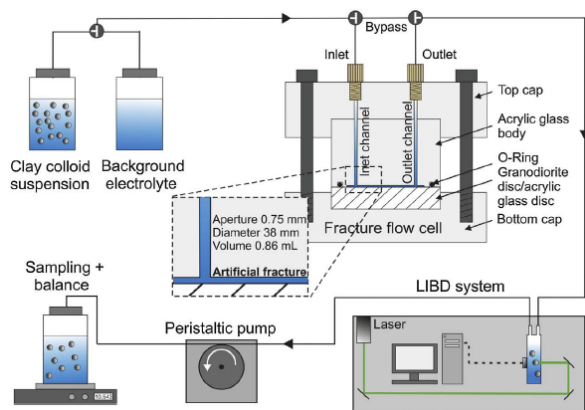 Bypass
Inlet
Outlet
Top cap
Acrylic glass
body
Inet channel
Outlet channel
O-Ring
Granodiorite
disc/acrylic
glass disc
Bottom cap
Fracture flow cell
Clay colloid
suspension
Background
electrolyte
Aperture 0.75 mm
Diameter 38 mm
Volume 0.86 mL
Artificial fracture
Sampling +
balance
Peristaltic pump
LIBD system
Laser